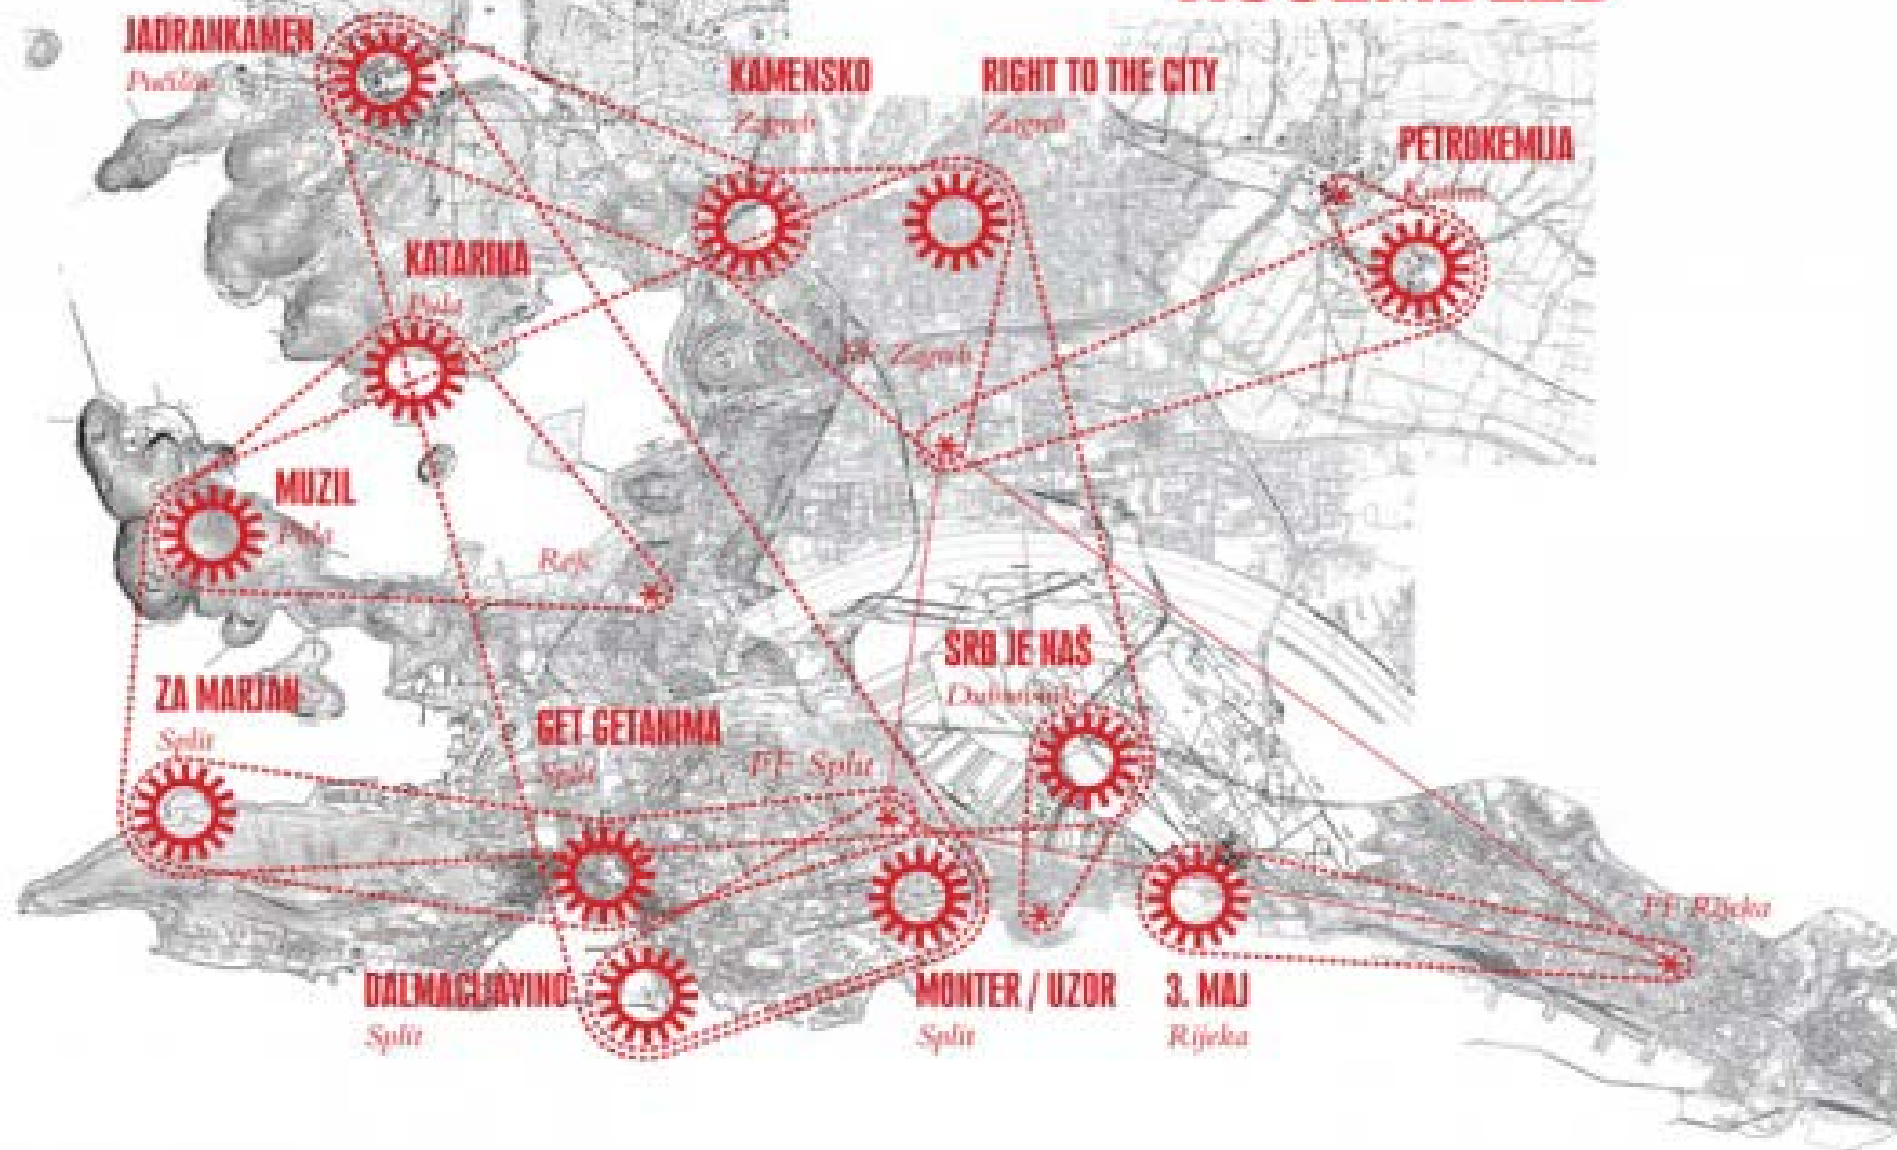 JADRANKAMEN
Pučišća
KAMENSKO
Zagreb
RIGHT TO THE CITY
Zagreb
PETROKEMIJA
Kutina
KATARINA
Pula
FF Zagreb
MUZIL
Pula
SRĐ JE NAŠ
Dubrovnik
ZA MARJAN
Split
GET GETANIMA
Split
FF Split
FF Rijeka
DALMACIJAVINO
Split
MONTER / UZOR
Split
3. MAJ
Rijeka